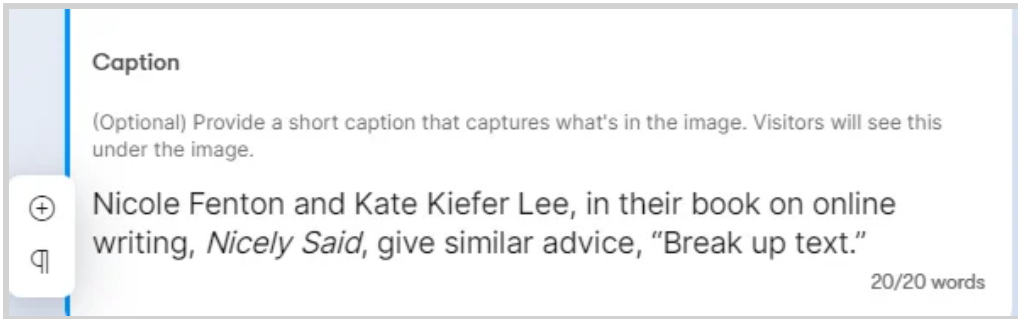 Caption
(Optional) Provide a short caption that captures what's in the image. Visitors will see this
under the image.
Nicole Fenton and Kate Kiefer Lee, in their book on online
writing, Nicely Said, give similar advice, “Break up text.”
20/20 words